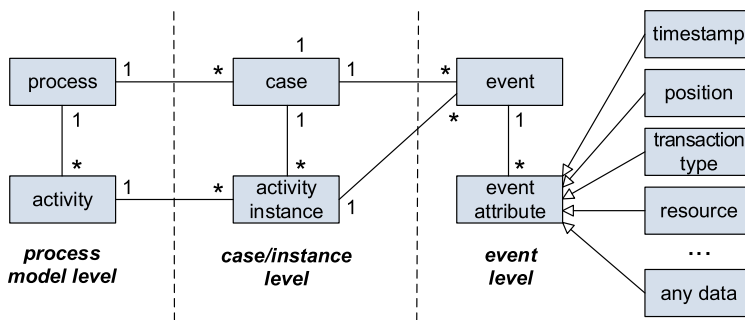 timestamp
1
process
1
*
case
1
*
event
1
1
1
position
transaction
type
*
*
*
*
activity
1
*
activity
instance
1
event
attribute
resource
process
model level
case/instance
level
event
level
...
any data